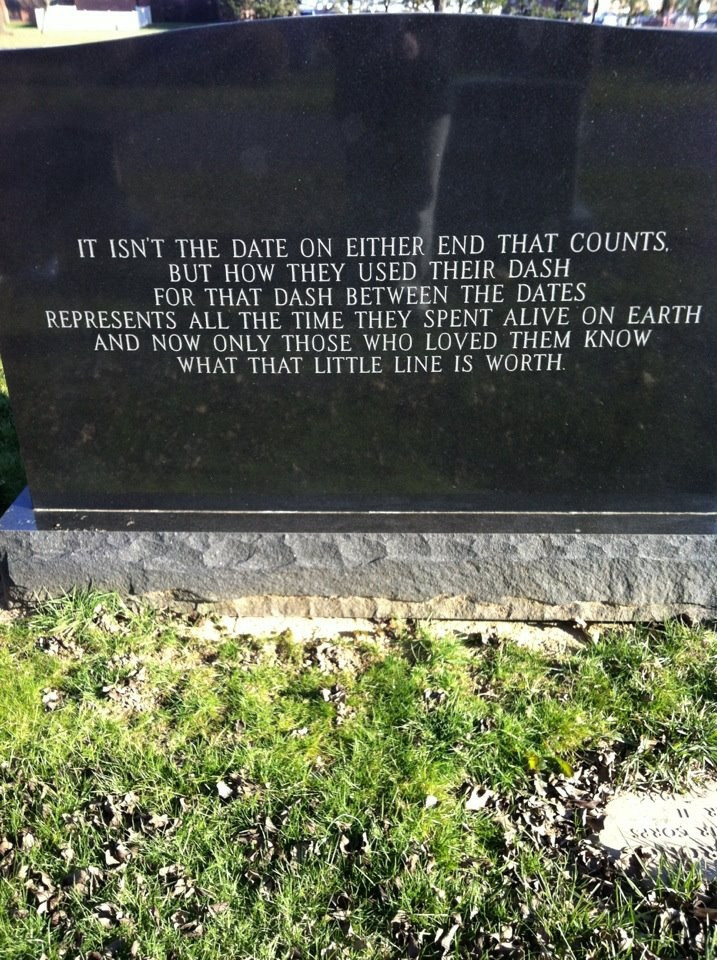 IT ISN'T THE DATE ON EITHER END THAT COUNTS,
BUT HOW THEY USED THEIR DASH
FOR THAT DASH BETWEEN THE DATES
REPRESENTS ALL THE TIME THEY SPENT ALIVE ON EARTH
AND NOW ONLY THOSE WHO LOVED THEM KNOW
WHAT THAT LITTLE LINE IS WORTH.
R II
R CORPS